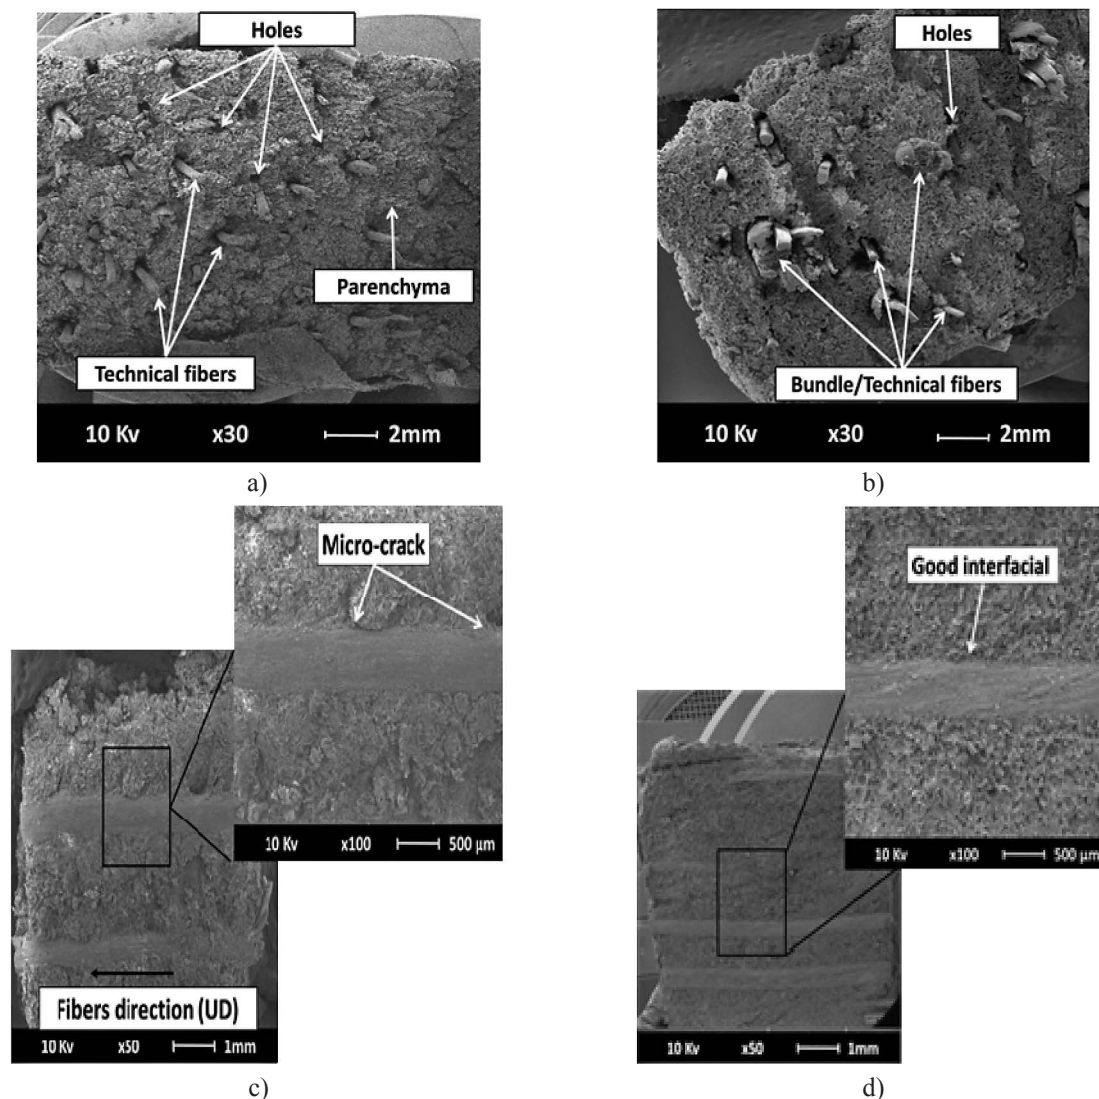 Holes
Parenchyma
Technical fibers
10 Kv x30 2mm
a)
Holes
Bundle/Technical fibers
10 Kv x30 2mm
b)
Micro-crack
10 Kv x100 500 µm
Fibers direction (UD)
10 Kv x50 1mm
c)
Good interfacial
10 Kv x100 500 µm
10 Kv x50 1mm
d)